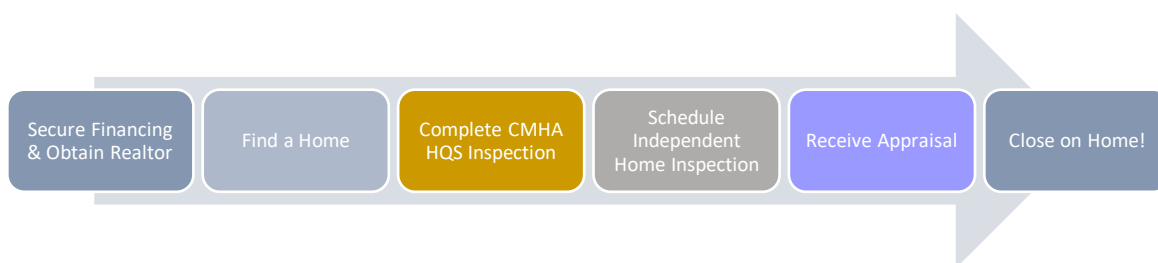 Secure Financing
& Obtain Realtor
Find a Home
Complete CMHA
HQS Inspection
Schedule
Independent
Home Inspection
Receive Appraisal
Close on Home!